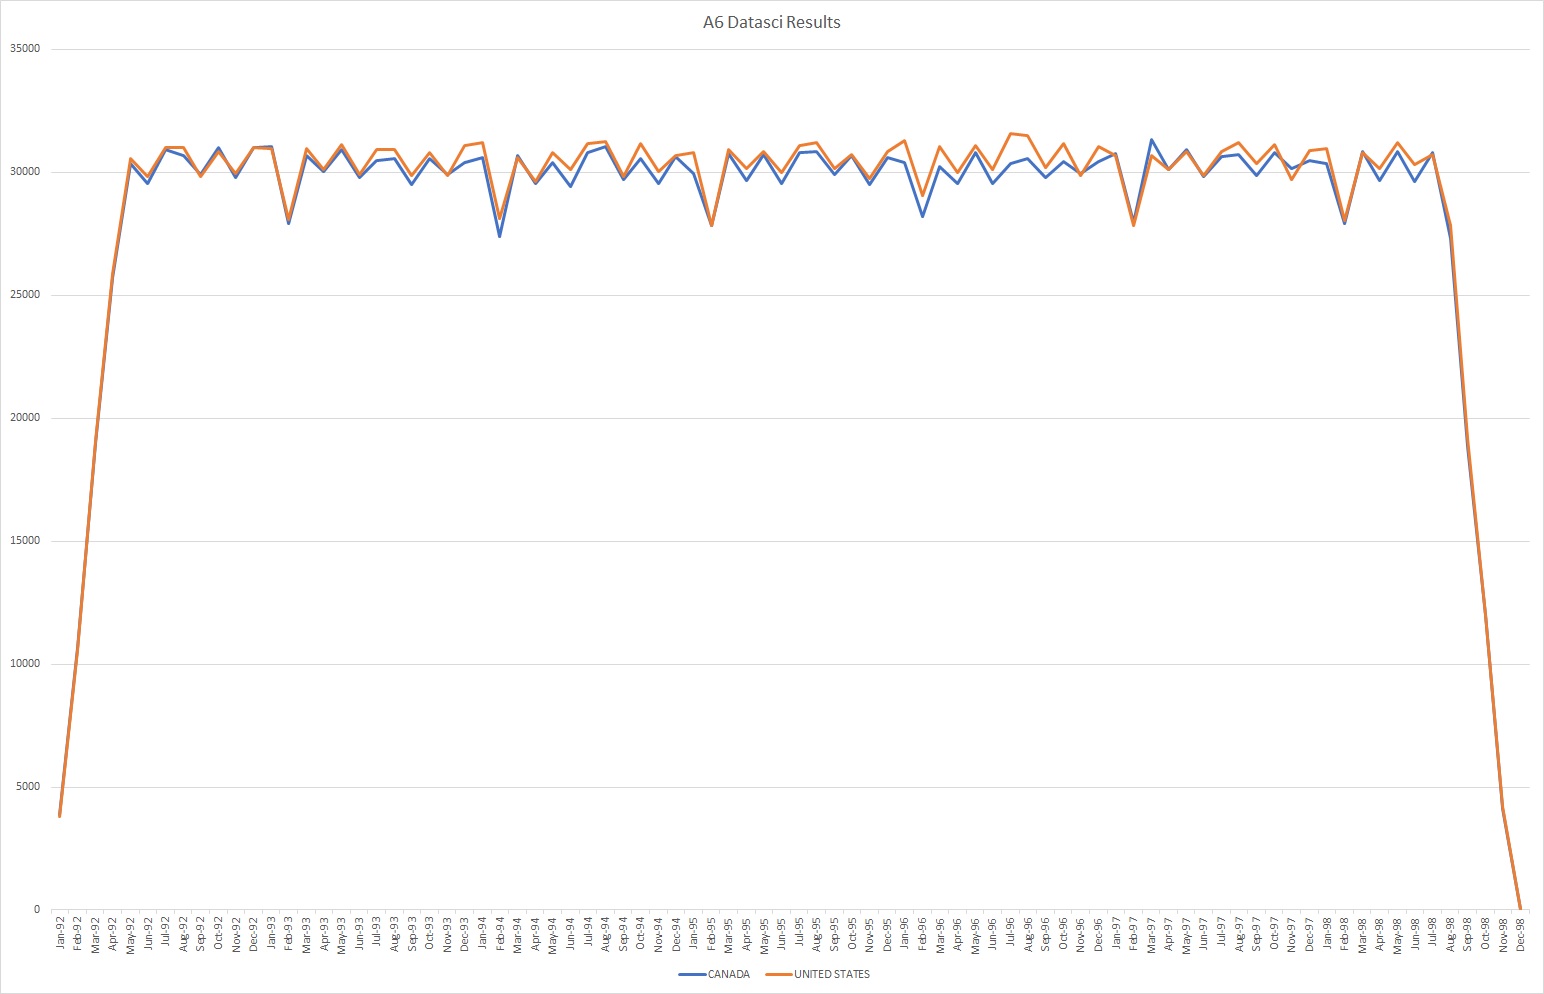 A6 Datasci Results
35000
30000
25000
20000
15000
10000
5000
0
Jan-92
Feb-92
Mar-92
Apr-92
May-92
Jun-92
Jul-92
Aug-92
Sep-92
Oct-92
Nov-92
Dec-92
Jan-93
Feb-93
Mar-93
Apr-93
May-93
Jun-93
Jul-93
Aug-93
Sep-93
Oct-93
Nov-93
Dec-93
Jan-94
Feb-94
Mar-94
Apr-94
May-94
Jun-94
Jul-94
Aug-94
Sep-94
Oct-94
Nov-94
Dec-94
Jan-95
Feb-95
Mar-95
Apr-95
May-95
Jun-95
Jul-95
Aug-95
Sep-95
Oct-95
Nov-95
Dec-95
Jan-96
Feb-96
Mar-96
Apr-96
May-96
Jun-96
Jul-96
Aug-96
Sep-96
Oct-96
Nov-96
Dec-96
Jan-97
Feb-97
Mar-97
Apr-97
May-97
Jun-97
Jul-97
Aug-97
Sep-97
Oct-97
Nov-97
Dec-97
Jan-98
Feb-98
Mar-98
Apr-98
May-98
Jun-98
Jul-98
Aug-98
Sep-98
Oct-98
Nov-98
Dec-98
CANADA UNITED STATES